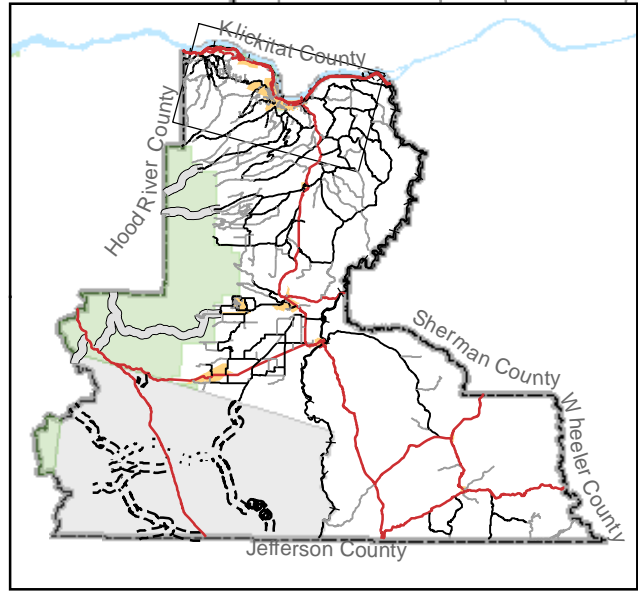 Klickitat County
Hood River County
Sherman County
Wheeler County
Jefferson County